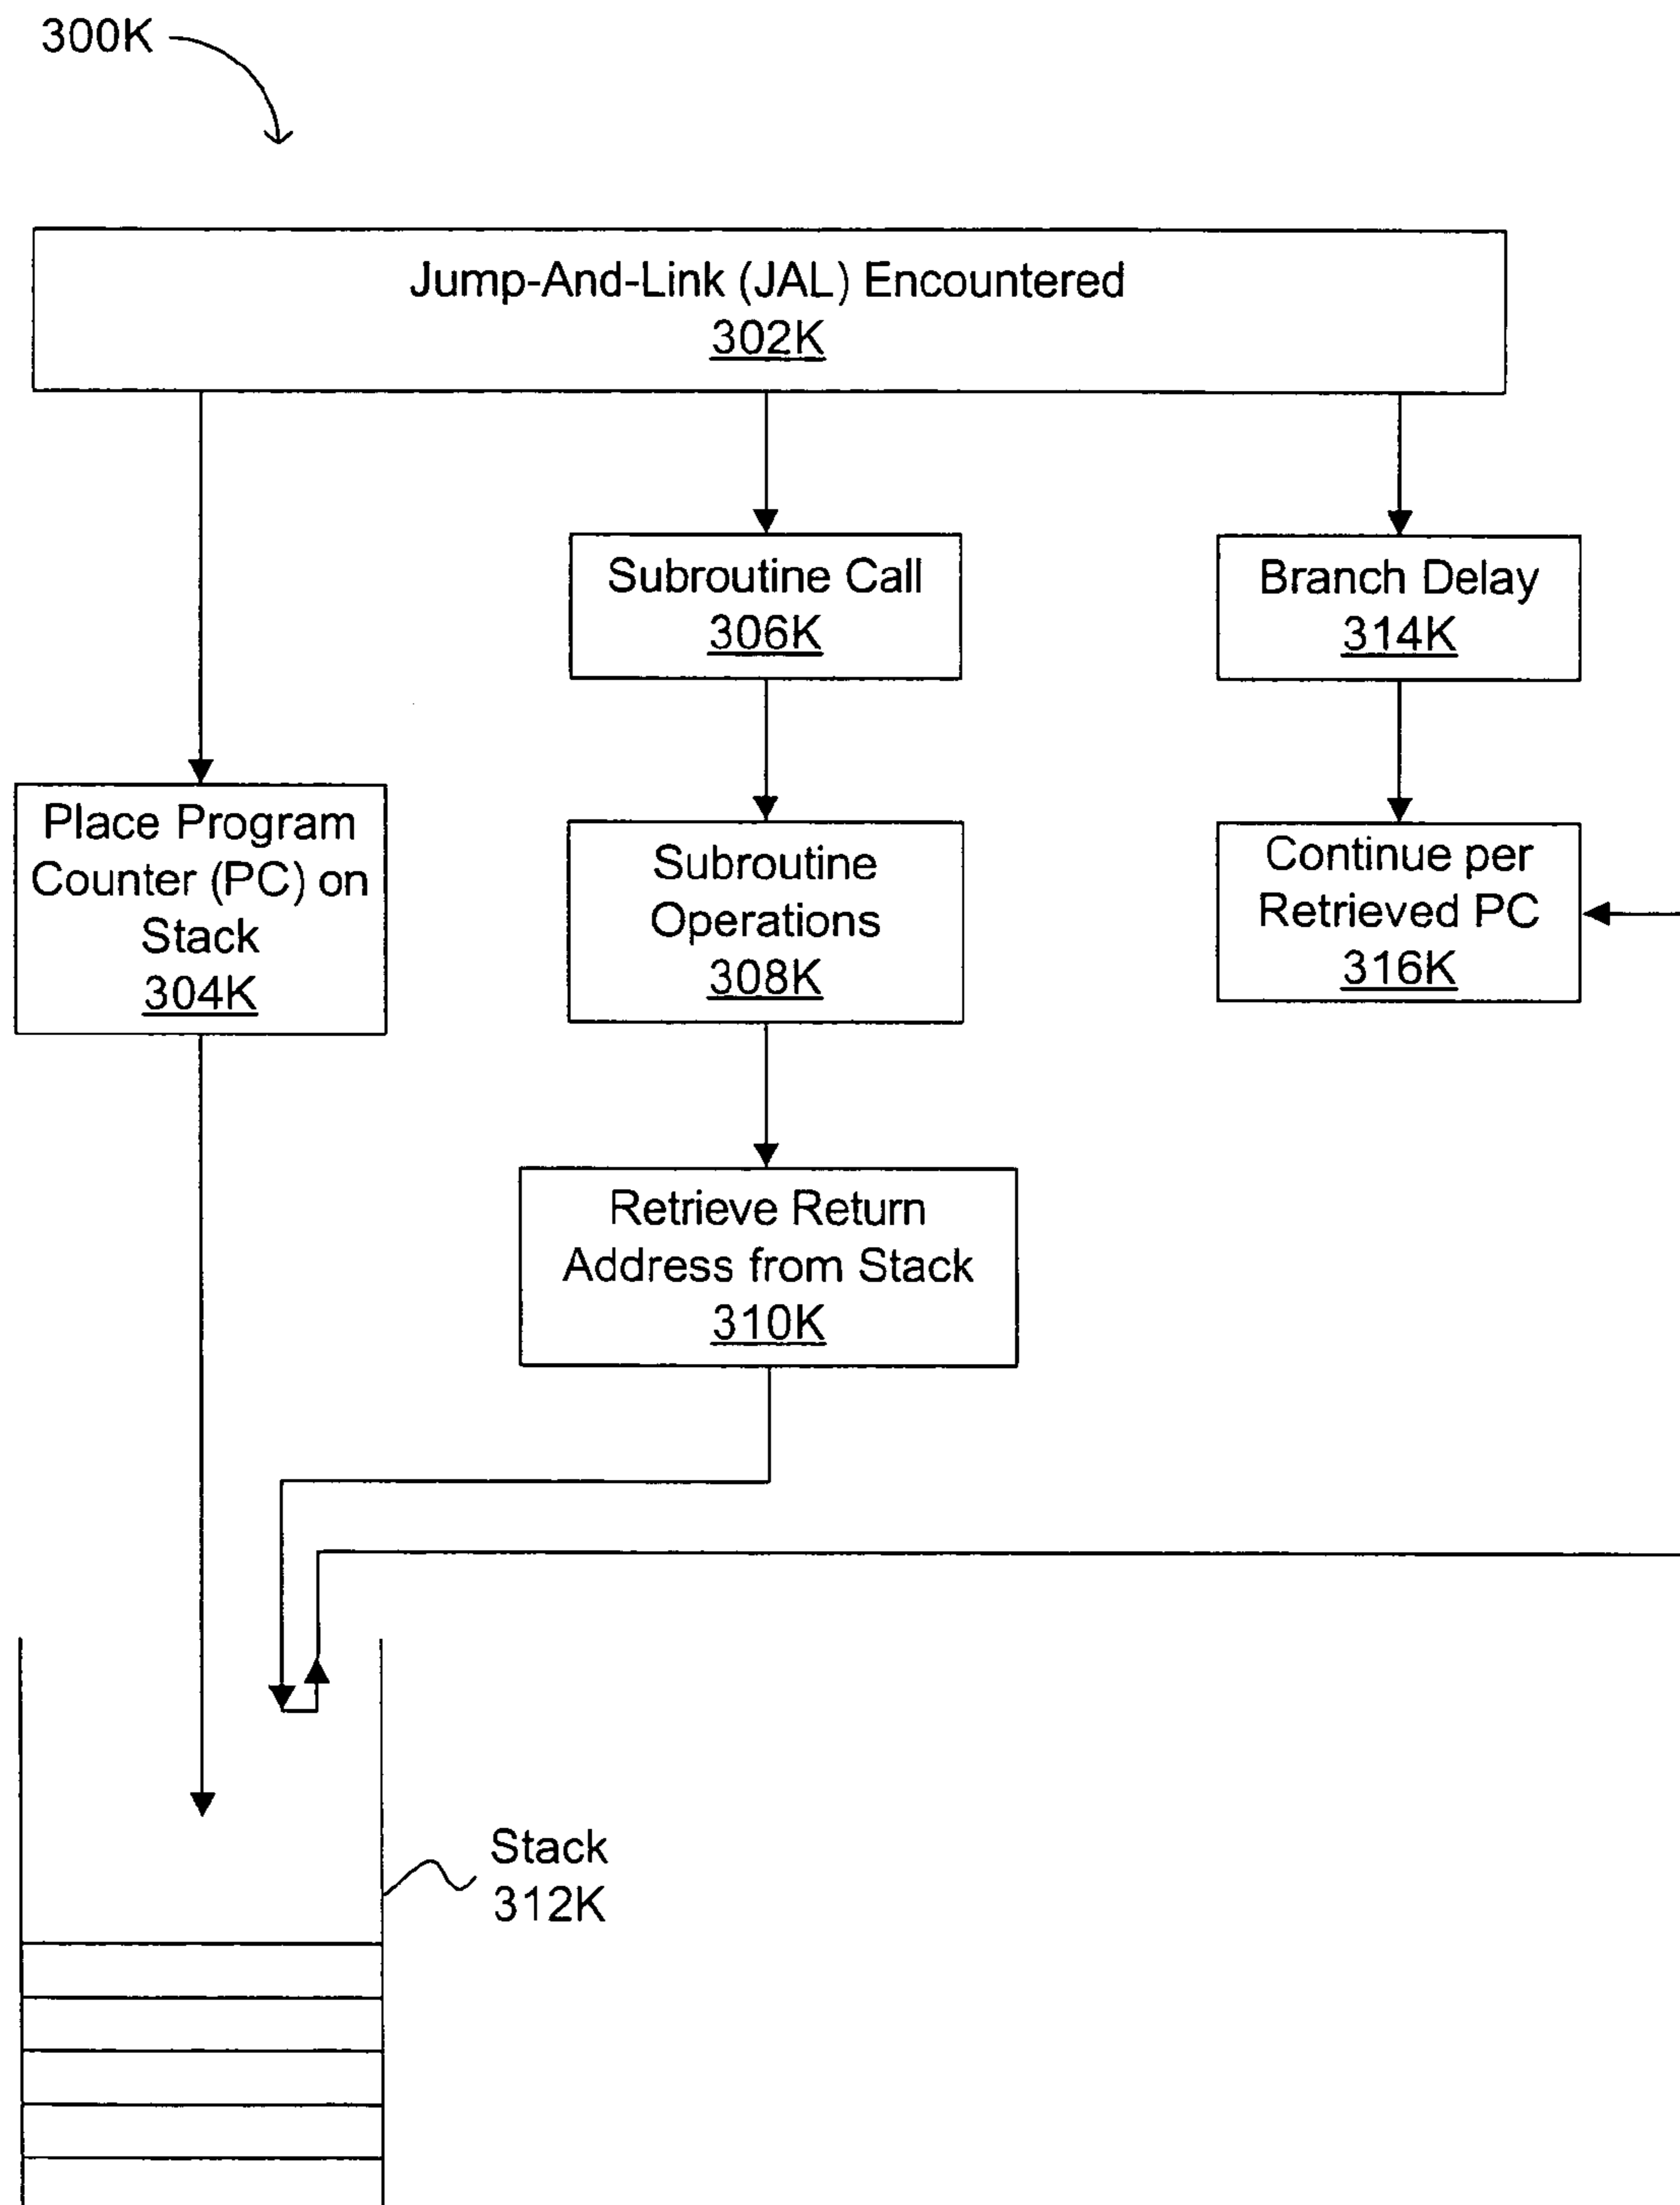 300K
Jump-And-Link (JAL) Encountered
302K
Subroutine Call
306K
Branch Delay
314K
Place Program
Counter (PC) on
Stack
304K
Subroutine
Operations
308K
Continue per
Retrieved PC
316K
Retrieve Return
Address from Stack
310K
Stack
312K